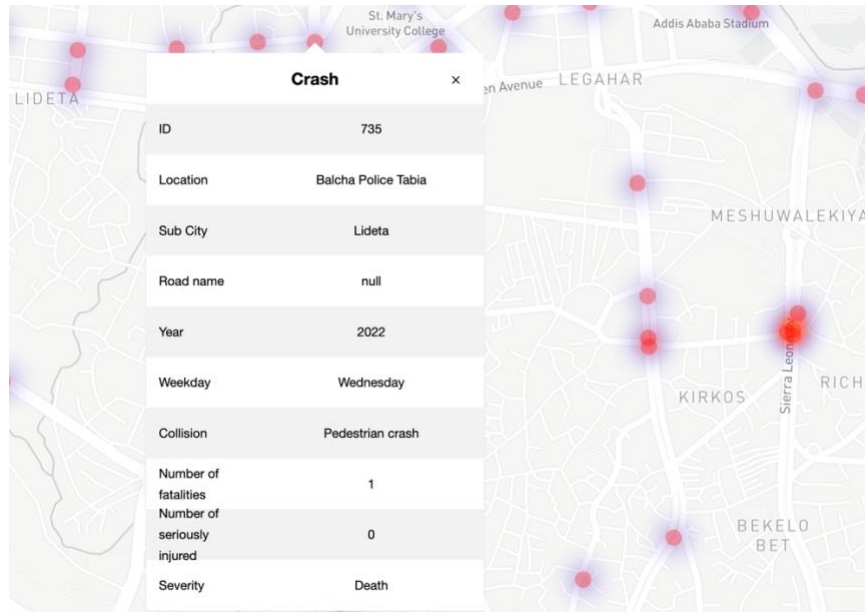 St. Mary's
University College
Addis Ababa Stadium
Crash ×
en Avenue
LEGAHAR
LIDETA
ID 735
Location Balcha Police Tabia
Sub City Lideta
MESHUWALEKIYA
Road name null
Year 2022
Weekday Wednesday
Sierra Leon
KIRKOS
RICH
Collision Pedestrian crash
Number of
fatalities 1
Number of
seriously
injured 0
BEKELO
BET
Severity Death